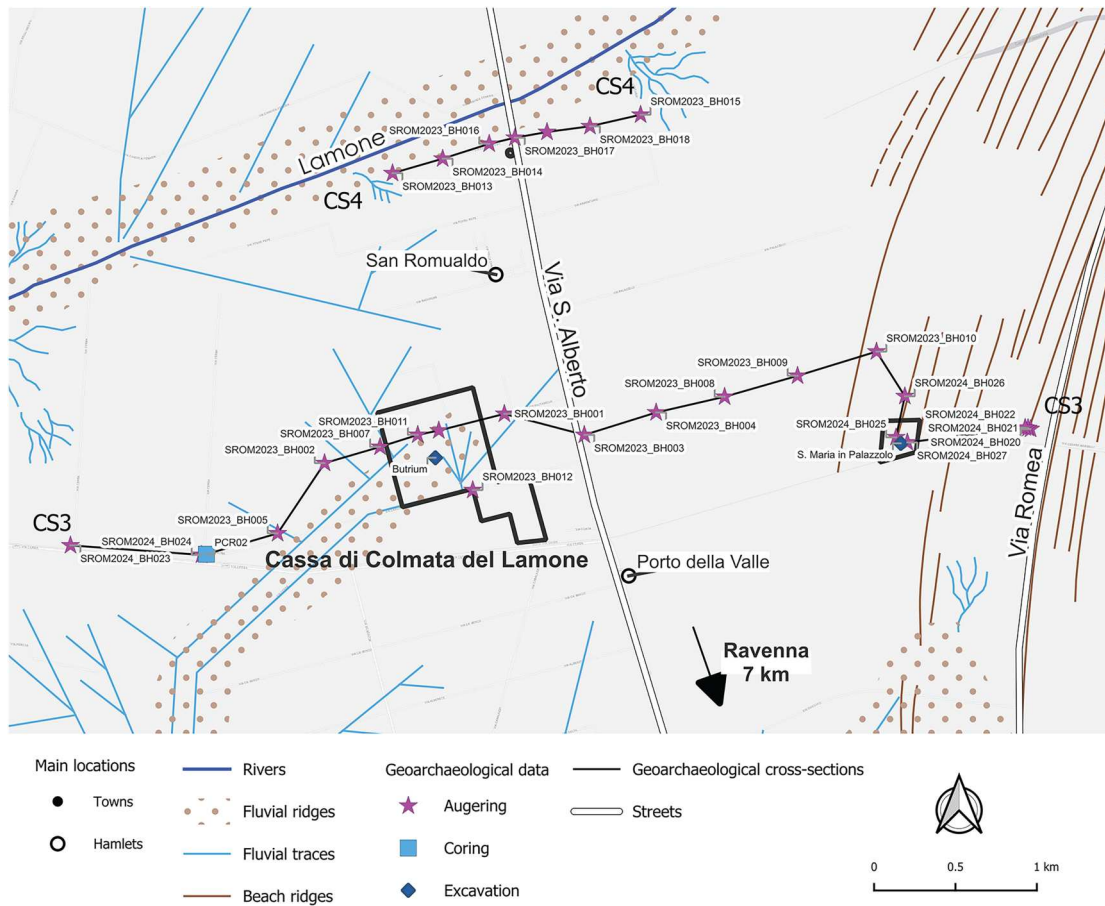 CS4
SROM2023_BH015
SROM2023_BH016
SROM2023_BH018
SROM2023_BH017
Lamone
SROM2023_BH014
SROM2023_BH013
CS4
San Romualdo
Via S. Alberto
SROM2023_BH010
SROM2023_BH009
SROM2023_BH026
SROM2023_BH008
SROM2023_BH004
SROM2023_BH001
SROM2023_BH003
SROM2023_BH011
SROM2023_BH007
SROM2023_BH002
Butrium
SROM2023_BH012
SROM2024_BH022
CS3
SROM2024_BH025
SROM2024_BH021
SROM2024_BH020
S. Maria in Palazzolo
SROM2024_BH027
Via Romea
SROM2023_BH005
CS3
SROM2024_BH024
PCR02
SROM2024_BH023
Cassa di Colmata del Lamone
Porto della Valle
Ravenna
7 km
Main locations
Towns
Hamlets
Rivers
Fluvial ridges
Fluvial traces
Beach ridges
Geoarchaeological data
Augering
Coring
Excavation
Geoarchaeological cross-sections
Streets
0
0.5
1 km